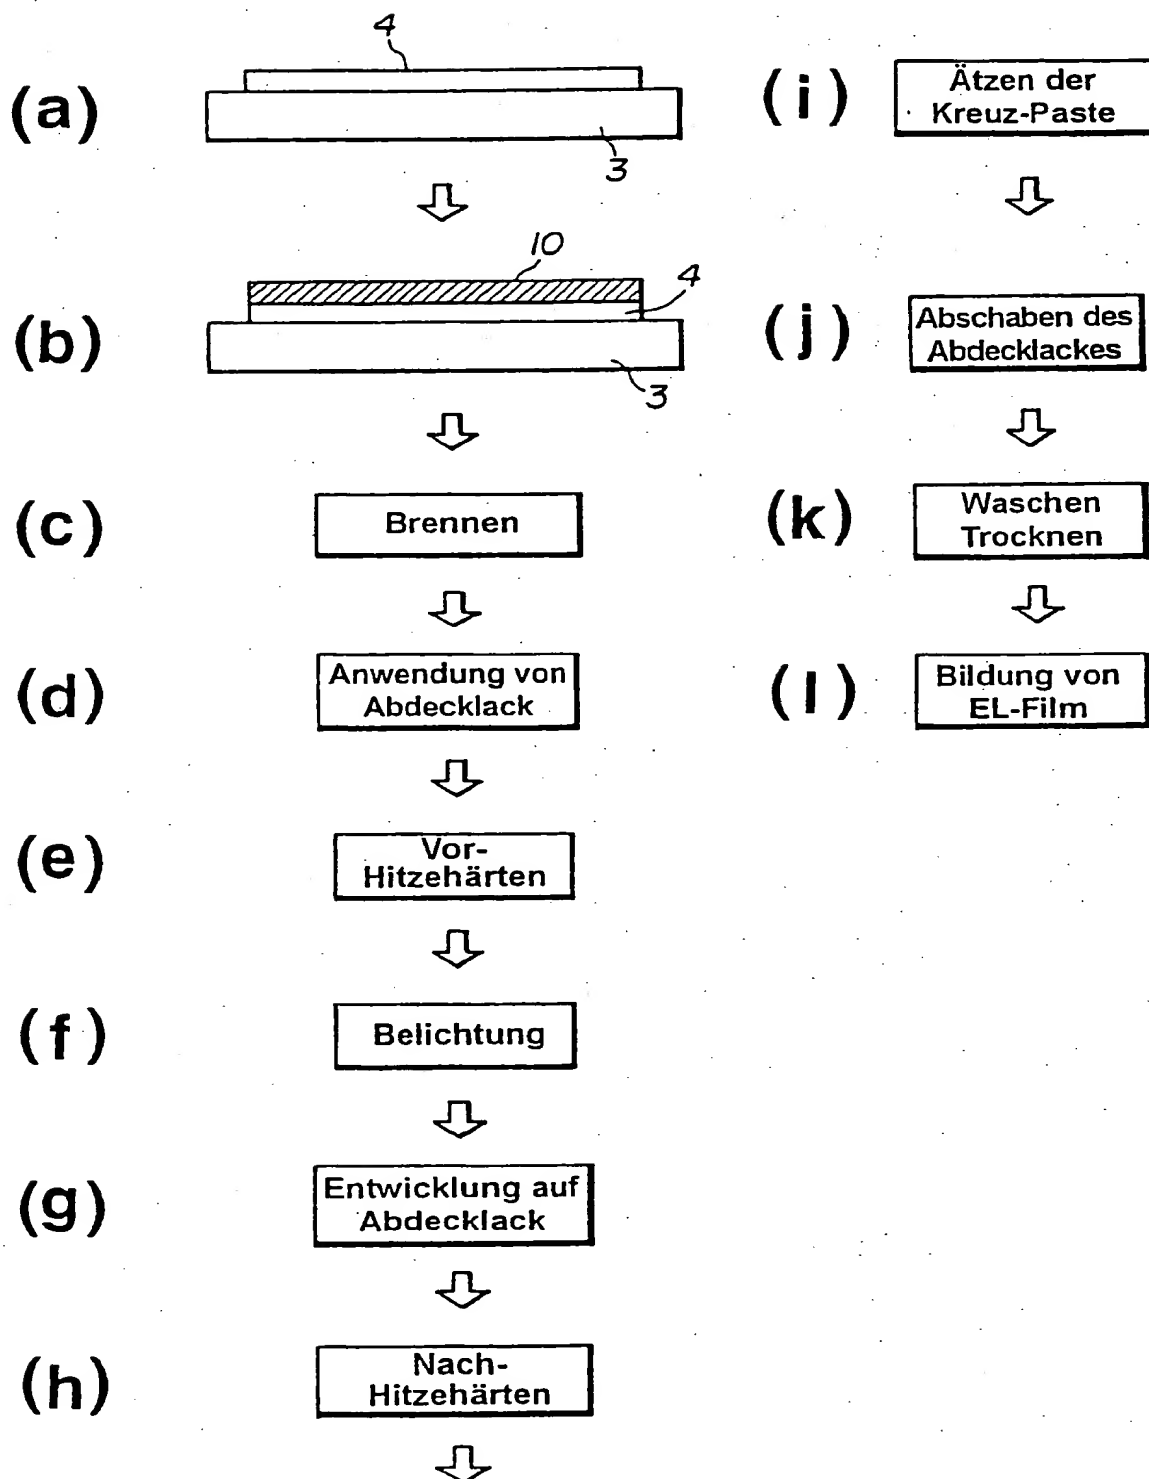 4
(a)
3
10
4
(b)
3
(c)
Brennen
(d)
Anwendung von
Abdecklack
(e)
Vor-
Hitzehärten
(f)
Belichtung
(g)
Entwicklung auf
Abdecklack
(h)
Nach-
Hitzehärten
(i)
Ätzen der
Kreuz-Paste
(j)
Abschaben des
Abdecklackes
(k)
Waschen
Trocknen
(l)
Bildung von
EL-Film